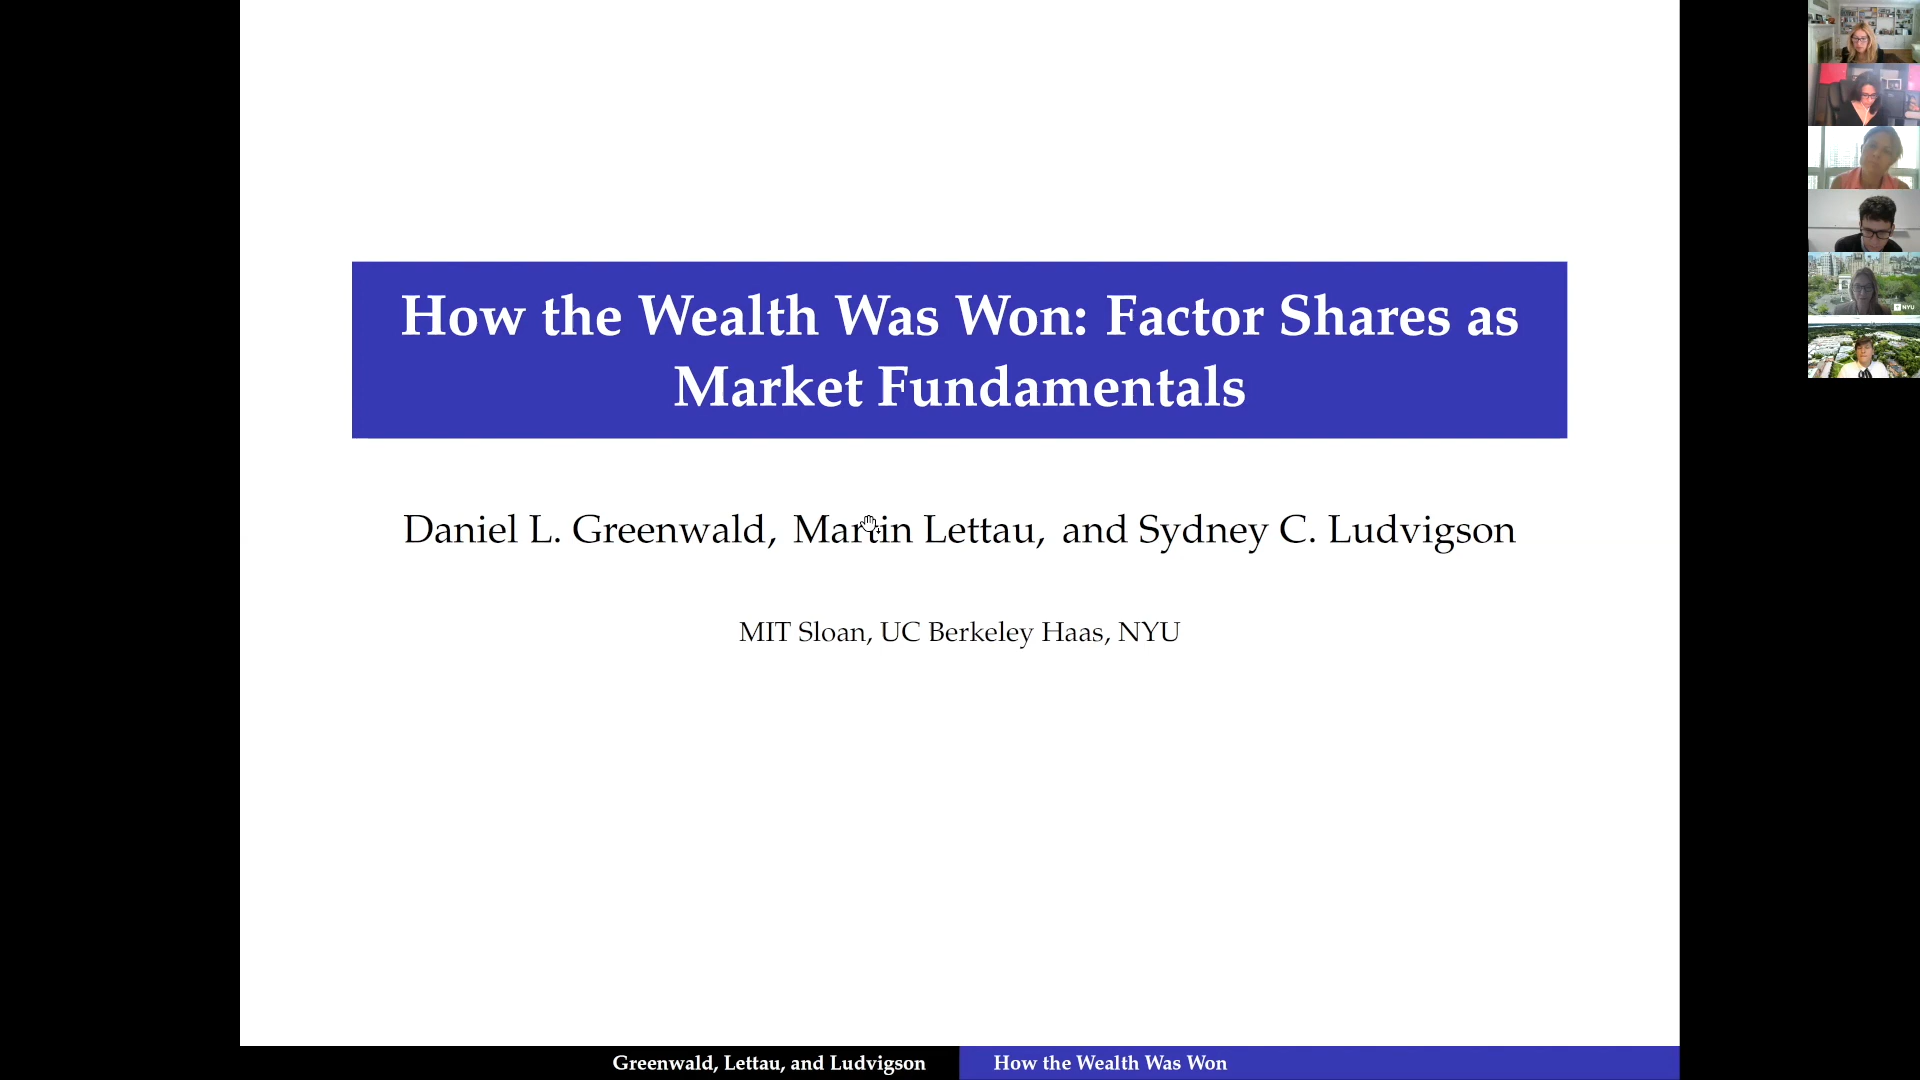 How the Wealth Was Won: Factor Shares as
Market Fundamentals
Daniel L. Greenwald, Martin Lettau, and Sydney C. Ludvigson
MIT Sloan, UC Berkeley Haas, NYU
Greenwald, Lettau, and Ludvigson
How the Wealth Was Won
NYU